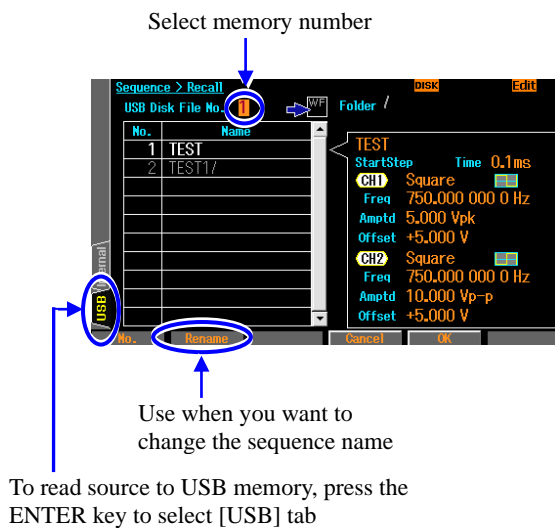 Select memory number
Sequence > Recall DISK Edit
USB Disk File No. 1 WF Folder /
No. Name
1 TEST
2 TEST1/
TEST
StartStep Time 0.1ms
CH1 Square
Freq 750.000 000 0 Hz
Amptd 5.000 Vpk
Offset +5.000 V
CH2 Square
Freq 750.000 000 0 Hz
Amptd 10.000 Vp-p
Offset +5.000 V
USB
No. Rename Cancel OK
Use when you want to
change the sequence name
To read source to USB memory, press the
ENTER key to select [USB] tab